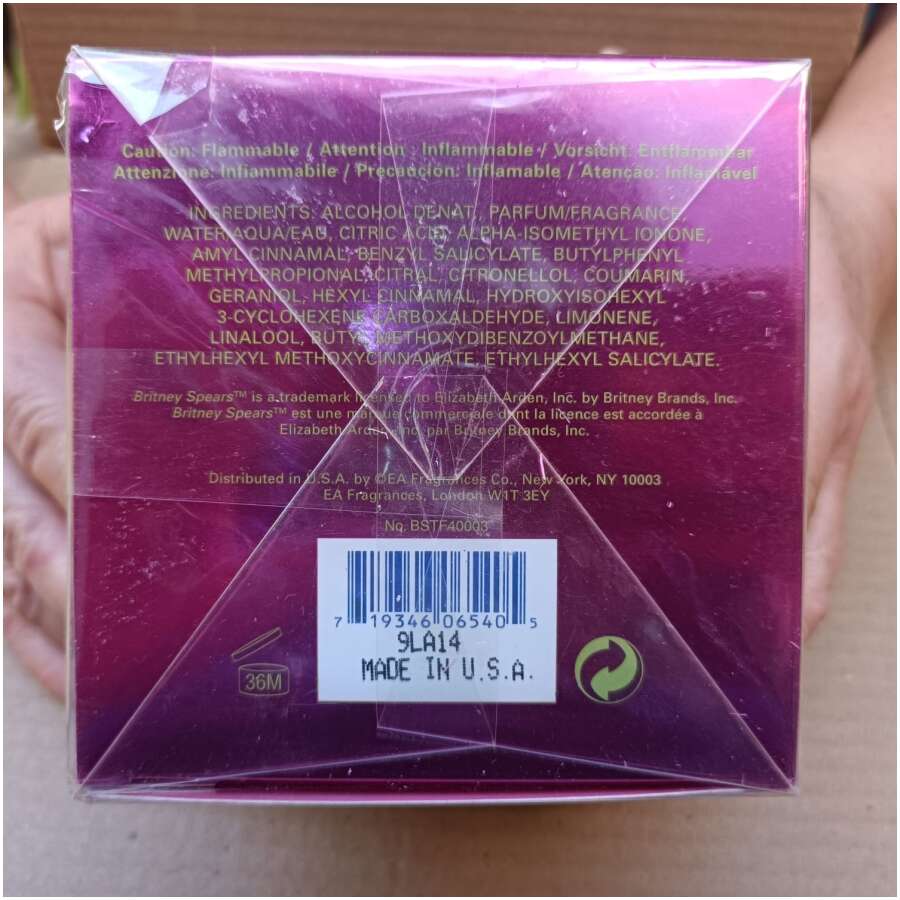 Caution: Flammable / Attention : Inflammable / Vorsicht: Entflammbar
Attenzione: Infiammabile / Precaución: Inflamable / Atenção: Inflamável
INGREDIENTS: ALCOHOL DENAT., PARFUM/FRAGRANCE,
WATER/AQUA/EAU, CITRIC ACID, ALPHA-ISOMETHYL IONONE,
AMYL CINNAMAL, BENZYL SALICYLATE, BUTYLPHENYL
METHYLPROPIONAL, CITRAL, CITRONELLOL, COUMARIN,
GERANIOL, HEXYL CINNAMAL, HYDROXYISOHEXYL
3-CYCLOHEXENE CARBOXALDEHYDE, LIMONENE,
LINALOOL, BUTYL METHOXYDIBENZOYLMETHANE,
ETHYLHEXYL METHOXYCINNAMATE, ETHYLHEXYL SALICYLATE.
Britney Spears™ is a trademark licensed to Elizabeth Arden, Inc. by Britney Brands, Inc.
Britney Spears™ est une marque commerciale dont la licence est accordée à
Elizabeth Arden, Inc. par Britney Brands, Inc.
Distributed in U.S.A. by ©EA Fragrances Co., New York, NY 10003
EA Fragrances, London W1T 3EY
No. BSTF40003
7 19346 06540 5
9LA14
MADE IN U.S.A.
36M